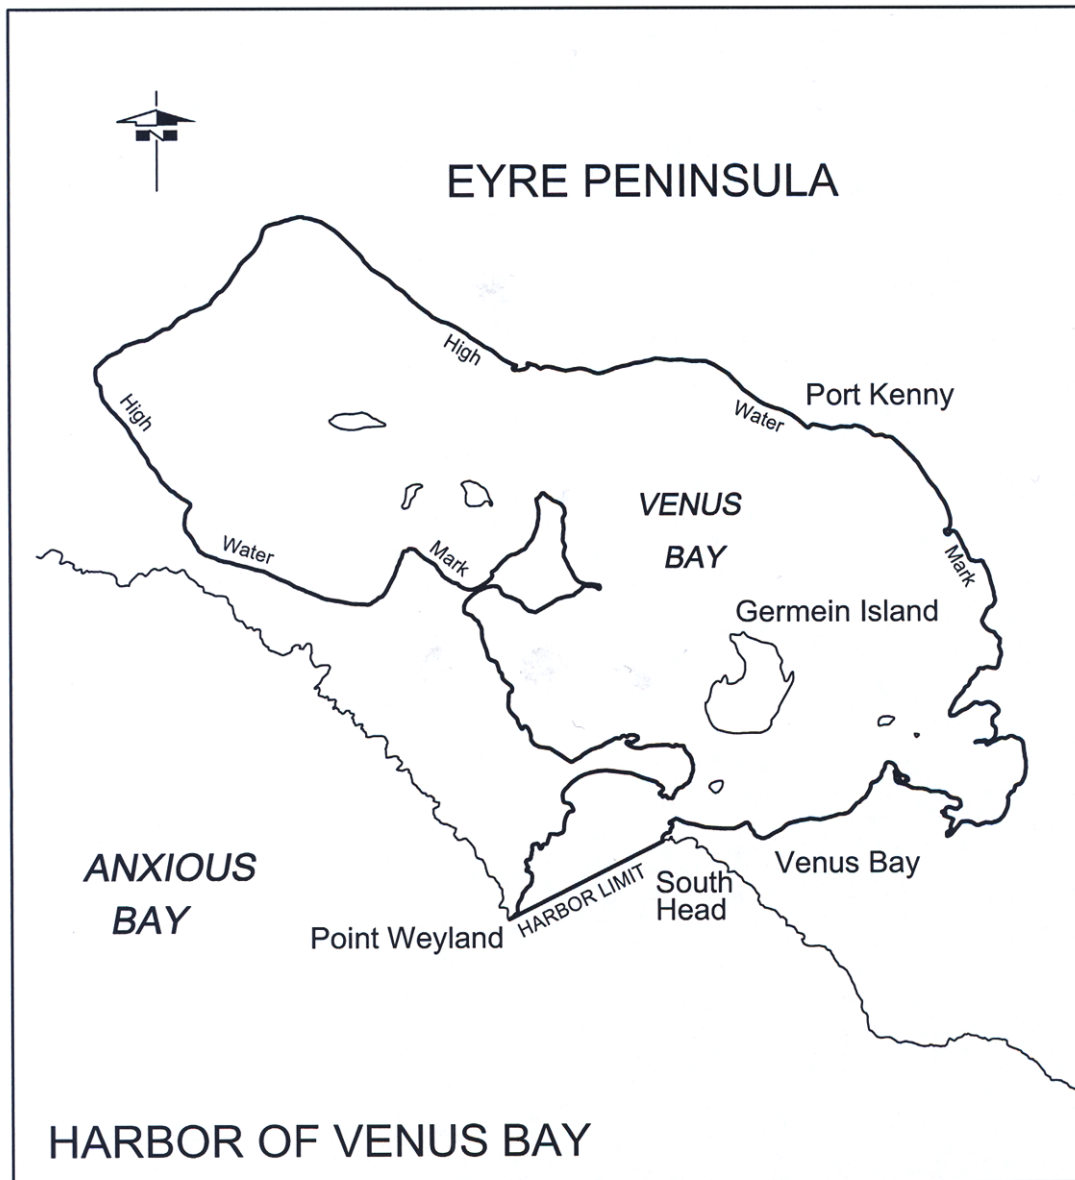 N
EYRE PENINSULA
High
Port Kenny
Water
High
VENUS
BAY
Water
Mark
Mark
Germein Island
ANXIOUS
BAY
Venus Bay
South
Head
HARBOR LIMIT
Point Weyland
HARBOR OF VENUS BAY